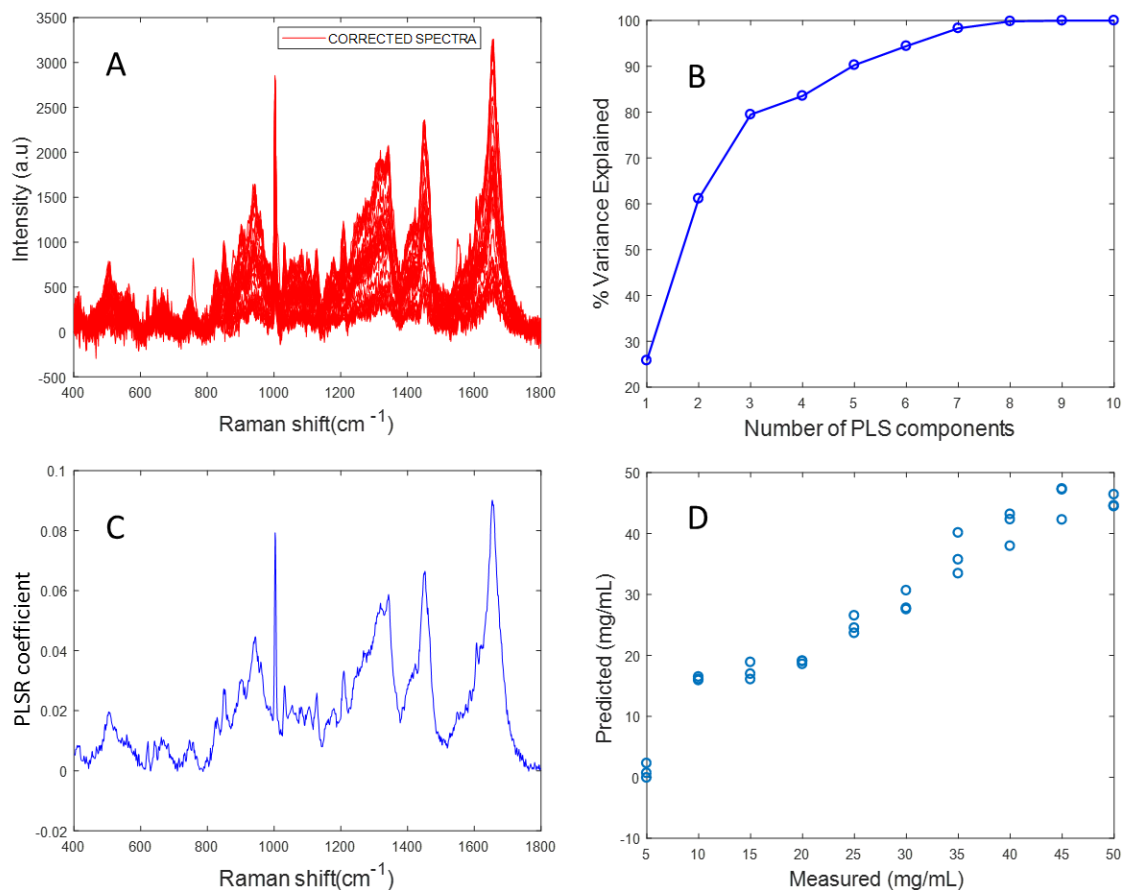 A
CORRECTED SPECTRA
Intensity (a.u)
3500
3000
2500
2000
1500
1000
500
0
-500
400 600 800 1000 1200 1400 1600 1800
Raman shift(cm⁻¹)
B
% Variance Explained
100
90
80
70
60
50
40
30
20
1 2 3 4 5 6 7 8 9 10
Number of PLS components
C
PLSR coefficient
0.1
0.08
0.06
0.04
0.02
0
-0.02
400 600 800 1000 1200 1400 1600 1800
Raman shift(cm⁻¹)
D
Predicted (mg/mL)
50
40
30
20
10
0
-10
5 10 15 20 25 30 35 40 45 50
Measured (mg/mL)